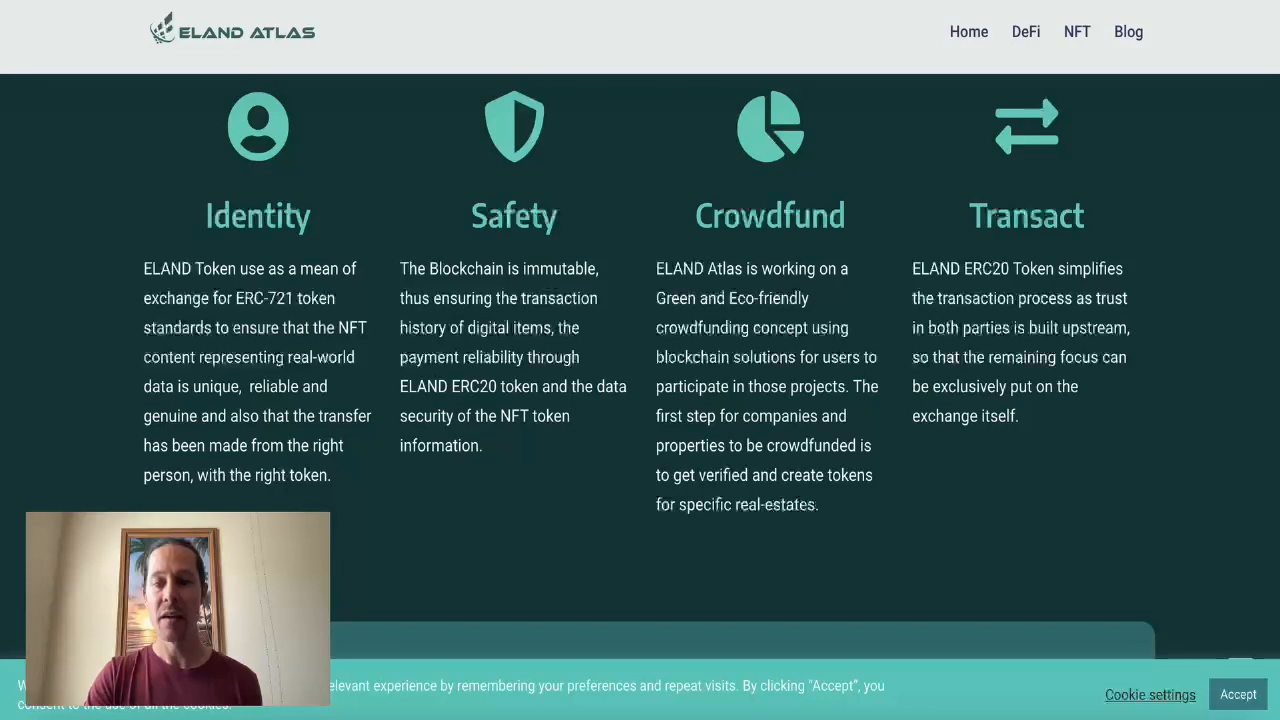 ELAND ATLAS
Home
DeFi
NFT
Blog
Identity
ELAND Token use as a mean of
exchange for ERC-721 token
standards to ensure that the NFT
content representing real-world
data is unique, reliable and
genuine and also that the transfer
has been made from the right
person, with the right token.
Safety
The Blockchain is immutable,
thus ensuring the transaction
history of digital items, the
payment reliability through
ELAND ERC20 token and the data
security of the NFT token
information.
Crowdfund
ELAND Atlas is working on a
Green and Eco-friendly
crowdfunding concept using
blockchain solutions for users to
participate in those projects. The
first step for companies and
properties to be crowdfunded is
to get verified and create tokens
for specific real-estates.
Transact
ELAND ERC20 Token simplifies
the transaction process as trust
in both parties is built upstream,
so that the remaining focus can
be exclusively put on the
exchange itself.
relevant experience by remembering your preferences and repeat visits. By clicking “Accept”, you
Cookie settings
Accept